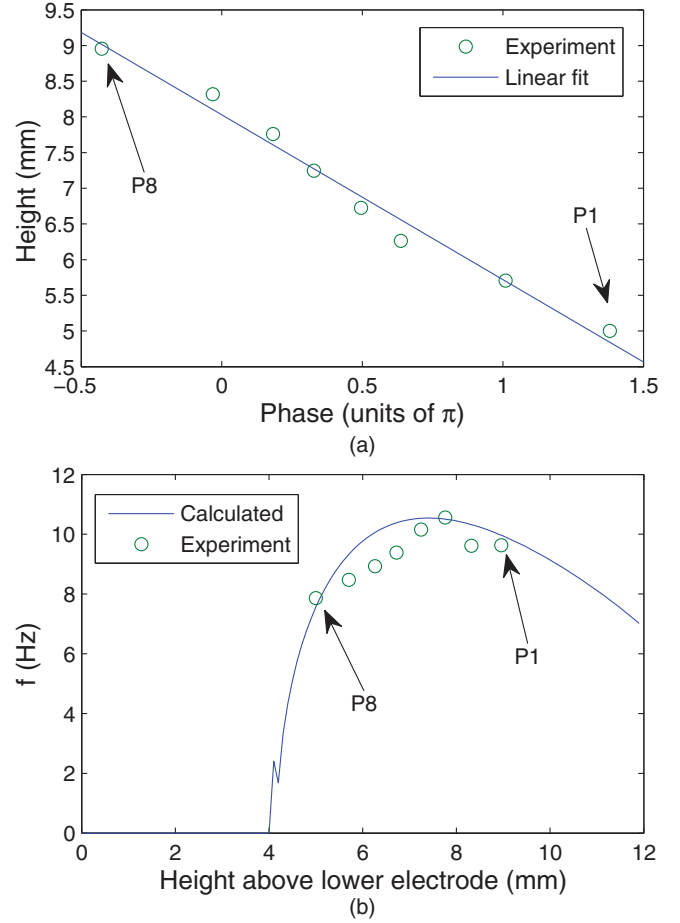 9.5
9
8.5
8
7.5
7
6.5
6
5.5
5
4.5
Height (mm)
Experiment
Linear fit
P8
P1
−0.5 0 0.5 1 1.5
Phase (units of π)
(a)
12
10
8
6
4
2
0
f (Hz)
Calculated
Experiment
P1
P8
0 2 4 6 8 10 12
Height above lower electrode (mm)
(b)